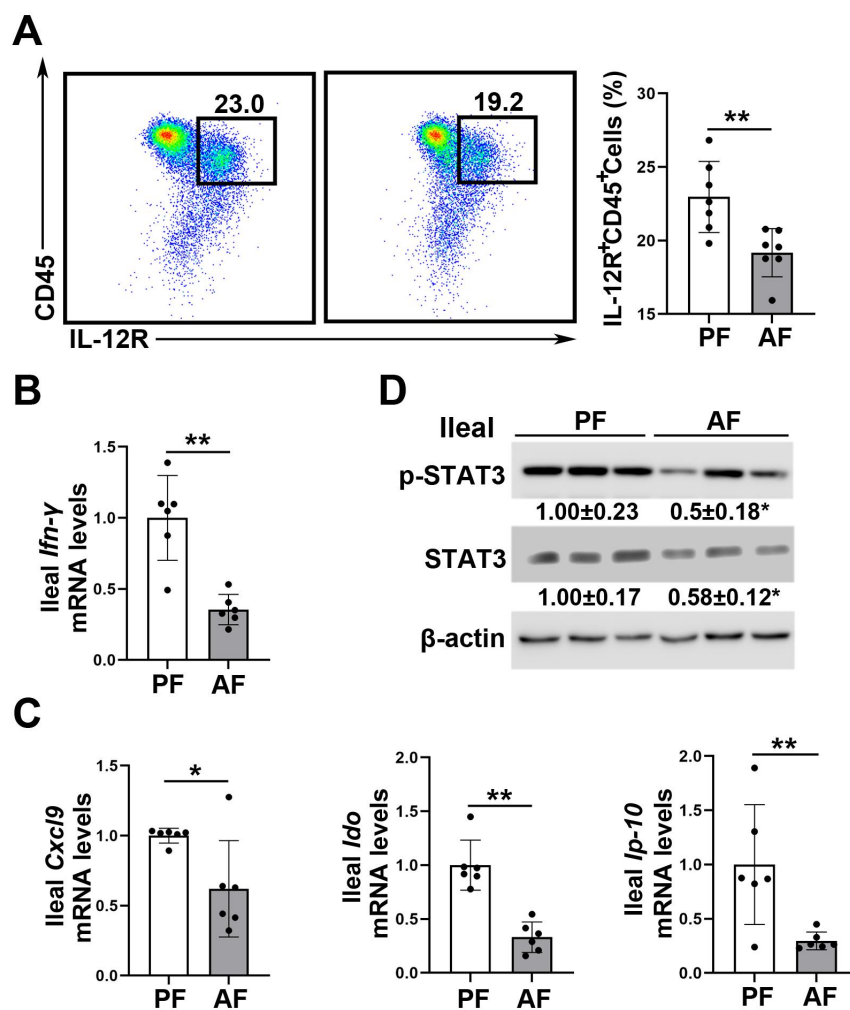 A
CD45
23.0
19.2
IL-12R
IL-12R+CD45+Cells (%)
30
25
20
15
**
PF
AF
B
Ileal Ifn-γ
mRNA levels
1.5
1.0
0.5
0.0
**
PF
AF
D
Ileal
PF
AF
p-STAT3
1.00±0.23
0.5±0.18*
STAT3
1.00±0.17
0.58±0.12*
β-actin
C
Ileal Cxcl9
mRNA levels
1.5
1.0
0.5
0.0
*
PF
AF
Ileal Ido
mRNA levels
2.0
1.5
1.0
0.5
0.0
**
PF
AF
Ileal Ip-10
mRNA levels
2.0
1.5
1.0
0.5
0.0
**
PF
AF